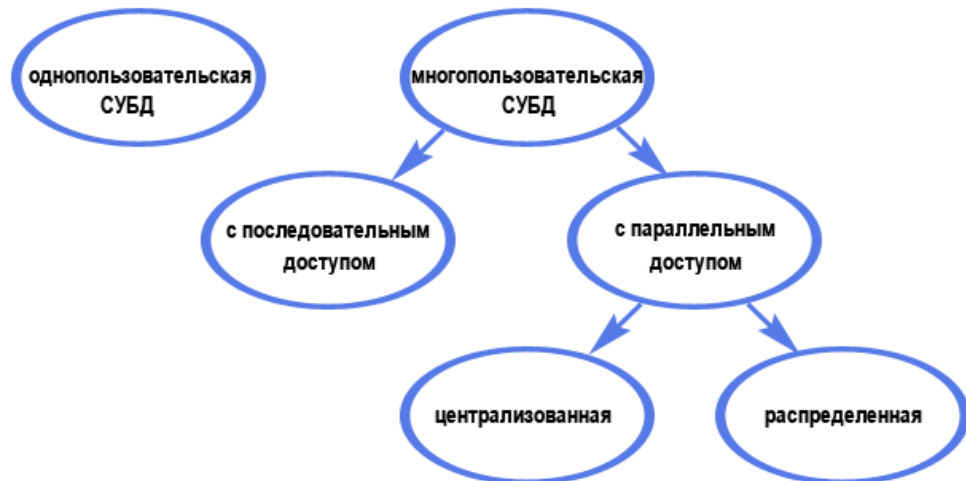 однопользовательская
СУБД
многопользовательская
СУБД
с последовательным
доступом
с параллельным
доступом
централизованная
распределенная